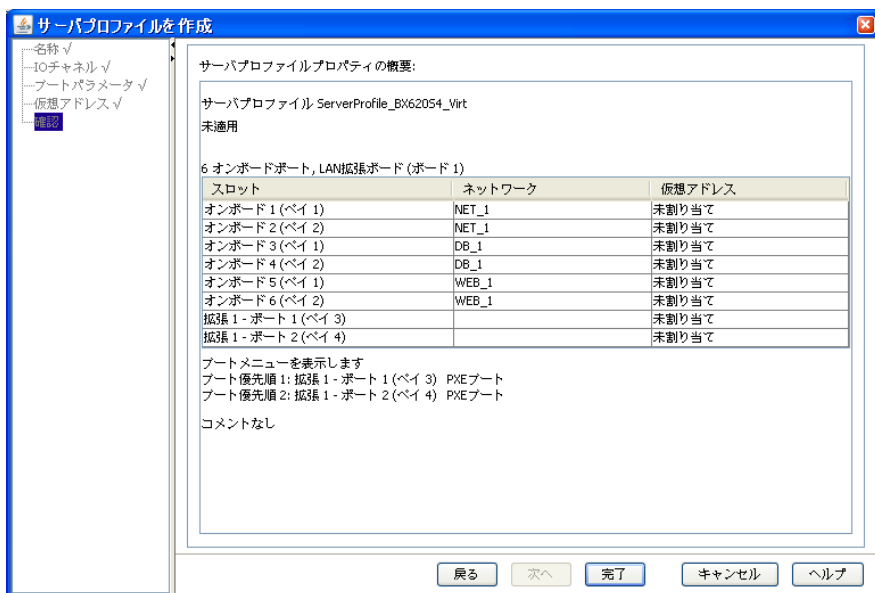 サーバプロファイルを作成
名称 √
IOチャネル √
ブートパラメータ √
仮想アドレス √
確認
サーバプロファイルプロパティの概要:
サーバプロファイル ServerProfile_BX620S4_Virt
未適用
6 オンボードポート, LAN拡張ボード (ボード 1)
スロット ネットワーク 仮想アドレス
オンボード 1 (ベイ 1) NET_1 未割り当て
オンボード 2 (ベイ 2) NET_1 未割り当て
オンボード 3 (ベイ 1) DB_1 未割り当て
オンボード 4 (ベイ 2) DB_1 未割り当て
オンボード 5 (ベイ 1) WEB_1 未割り当て
オンボード 6 (ベイ 2) WEB_1 未割り当て
拡張 1 - ポート 1 (ベイ 3) 未割り当て
拡張 1 - ポート 2 (ベイ 4) 未割り当て
ブートメニューを表示します
ブート優先順 1: 拡張 1 - ポート 1 (ベイ 3) PXEブート
ブート優先順 2: 拡張 1 - ポート 2 (ベイ 4) PXEブート
コメントなし
戻る 次へ 完了 キャンセル ヘルプ